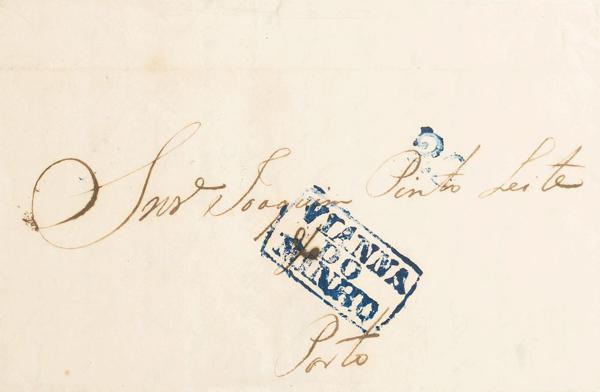 Snr. Joaquim Pinto Leite
VIANNA
DO
MINHO
Porto